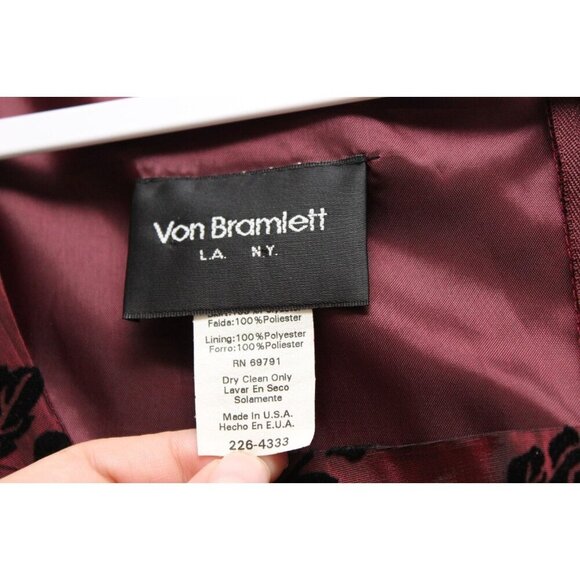 Von Bramlett
L.A. N.Y.
Falda:100%Poliester
Lining:100%Polyester
Forro:100%Poliester
RN 69791
Dry Clean Only
Lavar En Seco
Solamente
Made In U.S.A.
Hecho En E.U.A.
226-4333